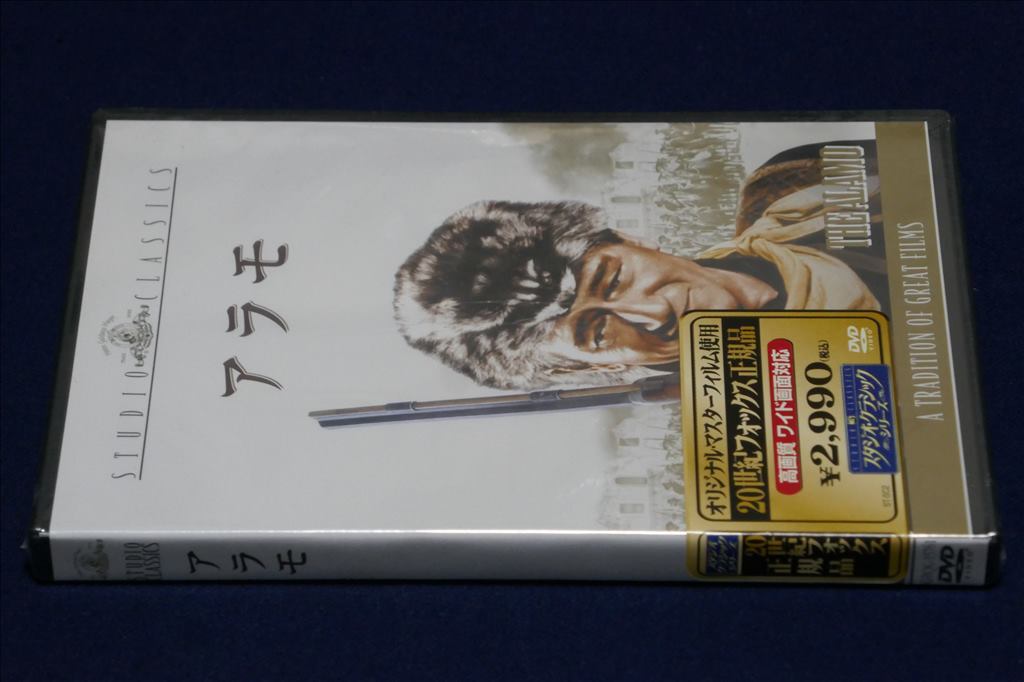 STUDIO CLASSICS
アラモ
THE ALAMO
A TRADITION OF GREAT FILMS
オリジナルマスターフィルム使用
20世紀フォックス正規品
高画質 ワイド画面対応
¥2,990(税込)
DVD
VIDEO
スタジオ・クラシック
シリーズ
STUDIO
CLASSICS
アラモ
20世紀フォックス
正規品
DVD
VIDEO